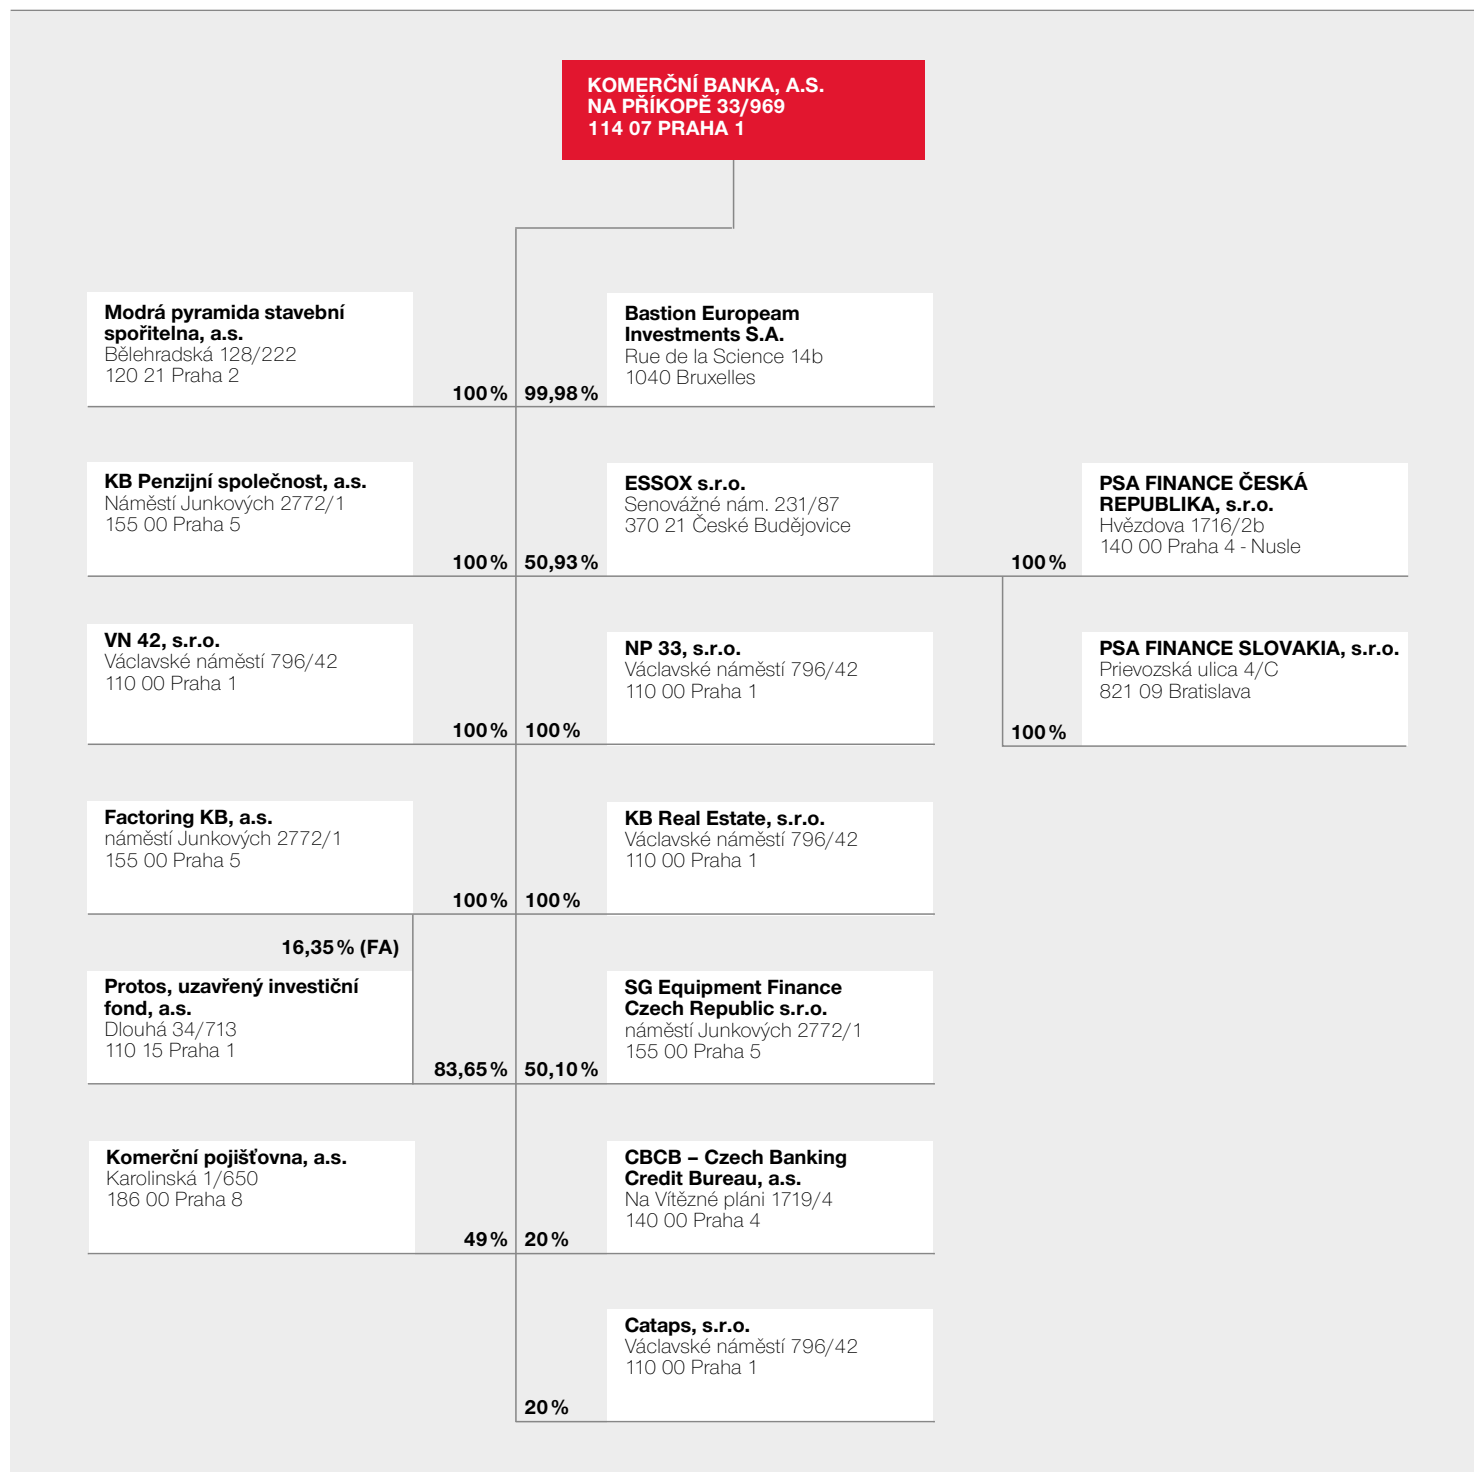 KOMERČNÍ BANKA, A.S.
NA PŘÍKOPĚ 33/969
114 07 PRAHA 1
Modrá pyramida stavební
spořitelna, a.s.
Bělehradská 128/222
120 21 Praha 2
100 %
99,98 %
Bastion Europeam
Investments S.A.
Rue de la Science 14b
1040 Bruxelles
KB Penzijní společnost, a.s.
Náměstí Junkových 2772/1
155 00 Praha 5
100 %
50,93 %
ESSOX s.r.o.
Senovážné nám. 231/87
370 21 České Budějovice
100 %
PSA FINANCE ČESKÁ
REPUBLIKA, s.r.o.
Hvězdova 1716/2b
140 00 Praha 4 - Nusle
VN 42, s.r.o.
Václavské náměstí 796/42
110 00 Praha 1
100 %
100 %
NP 33, s.r.o.
Václavské náměstí 796/42
110 00 Praha 1
100 %
PSA FINANCE SLOVAKIA, s.r.o.
Prievozská ulica 4/C
821 09 Bratislava
Factoring KB, a.s.
náměstí Junkových 2772/1
155 00 Praha 5
100 %
100 %
KB Real Estate, s.r.o.
Václavské náměstí 796/42
110 00 Praha 1
16,35 % (FA)
Protos, uzavřený investiční
fond, a.s.
Dlouhá 34/713
110 15 Praha 1
83,65 %
50,10 %
SG Equipment Finance
Czech Republic s.r.o.
náměstí Junkových 2772/1
155 00 Praha 5
Komerční pojišťovna, a.s.
Karolinská 1/650
186 00 Praha 8
49 %
20 %
CBCB – Czech Banking
Credit Bureau, a.s.
Na Vítězné pláni 1719/4
140 00 Praha 4
Cataps, s.r.o.
Václavské náměstí 796/42
110 00 Praha 1
20 %